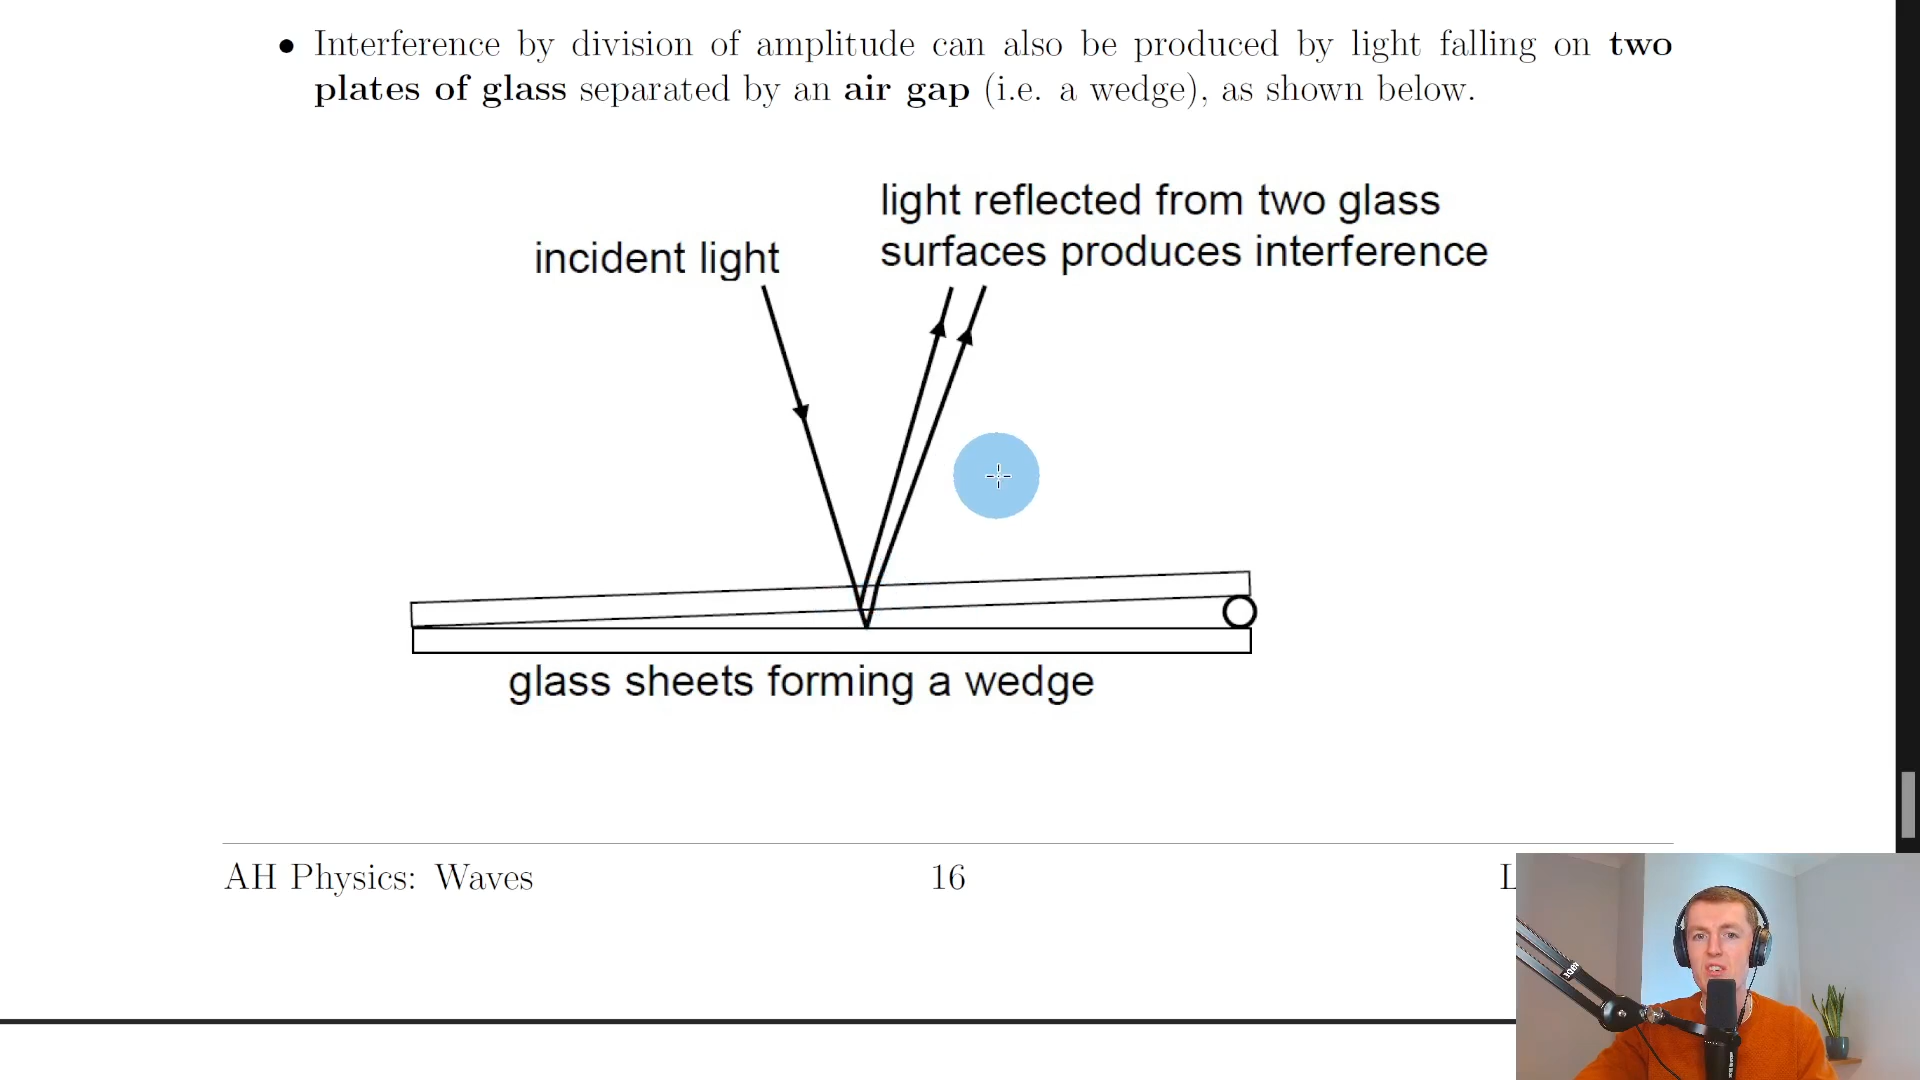 • Interference by division of amplitude can also be produced by light falling on two
plates of glass separated by an air gap (i.e. a wedge), as shown below.
light reflected from two glass
surfaces produces interference
incident light
glass sheets forming a wedge
AH Physics: Waves 16 L